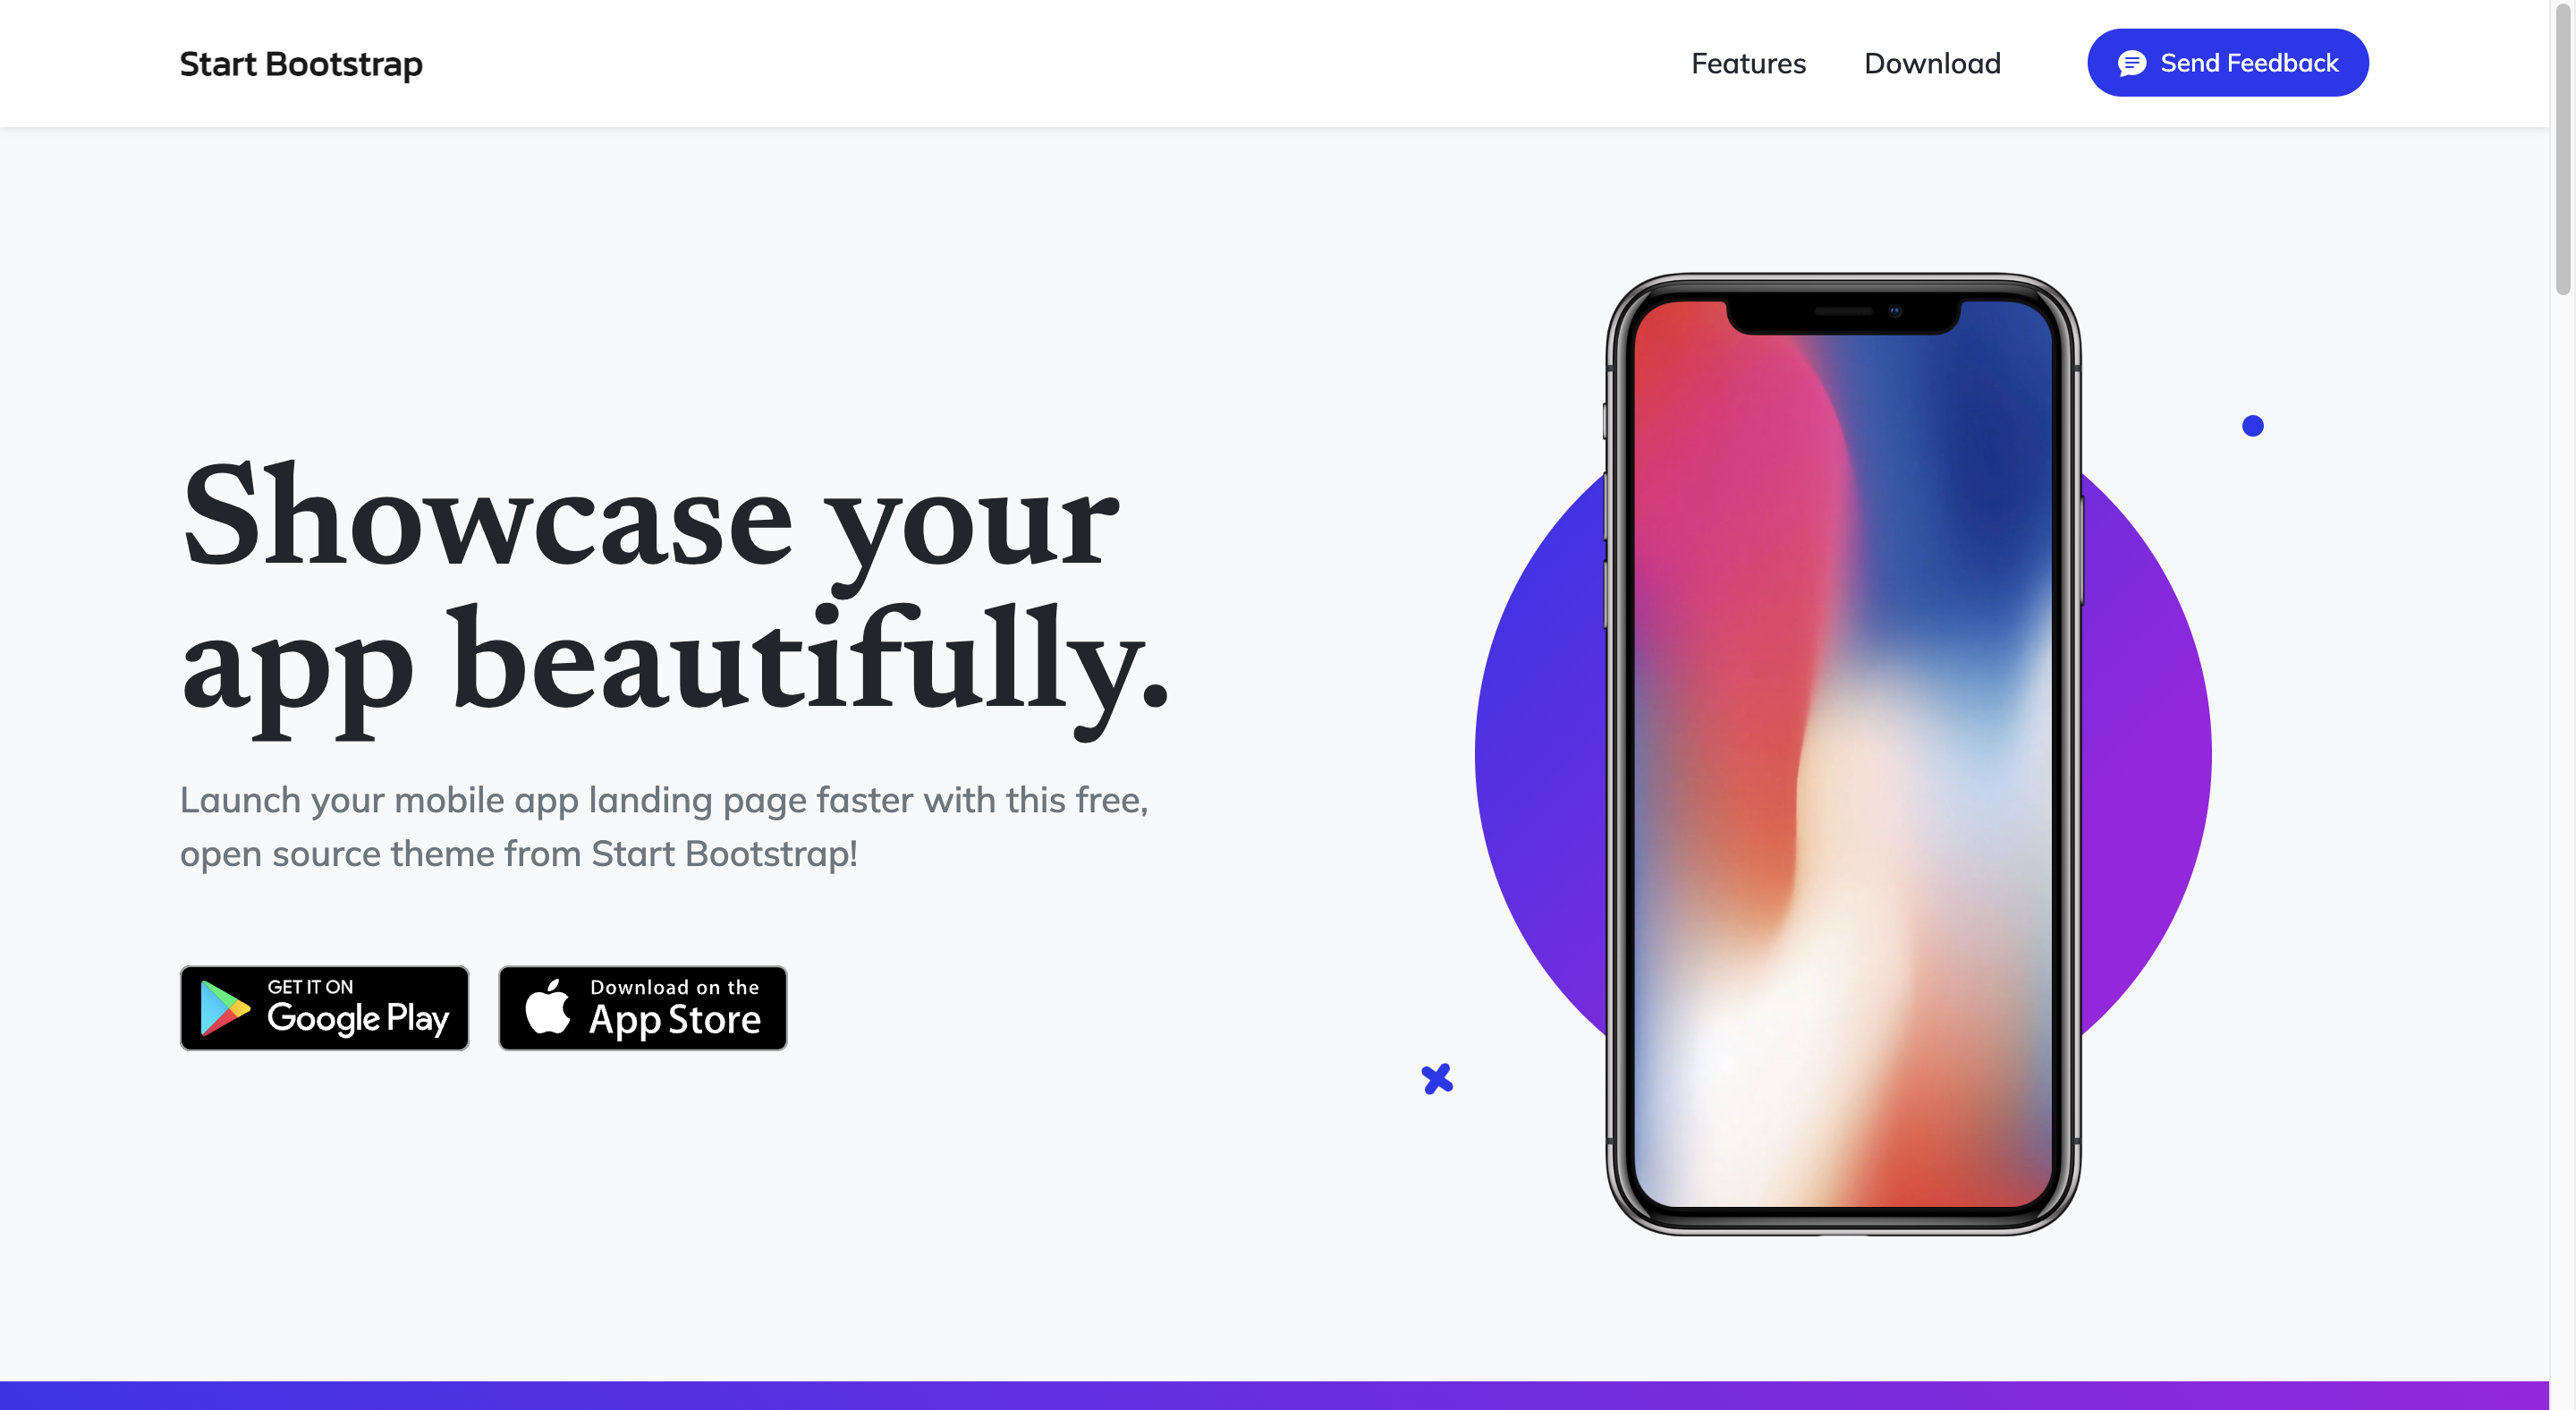 Start Bootstrap
Features
Download
Send Feedback
Showcase your
app beautifully.
Launch your mobile app landing page faster with this free,
open source theme from Start Bootstrap!
GET IT ON
Google Play
Download on the
App Store